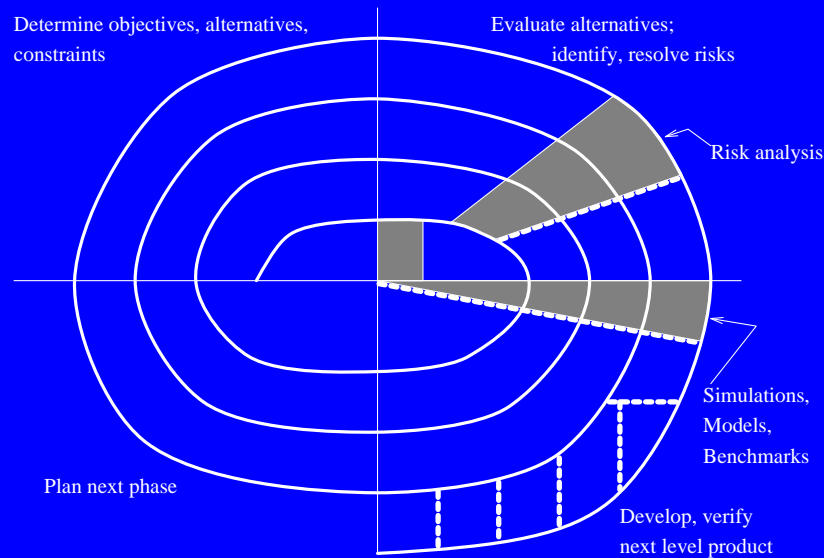 Determine objectives, alternatives,
constraints
Evaluate alternatives;
identify, resolve risks
Risk analysis
Simulations,
Models,
Benchmarks
Plan next phase
Develop, verify
next level product